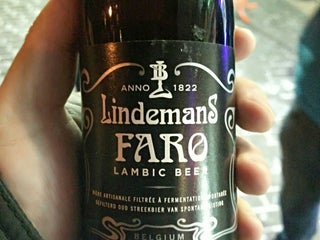 ANNO 1822
Lindemans
FARO
LAMBIC BEER
BIÈRE ARTISANALE FILTRÉE À FERMENTATION SPONTANÉE
GEFILTERD OUD STREEKBIER VAN SPONTANE GISTING
BELGIUM